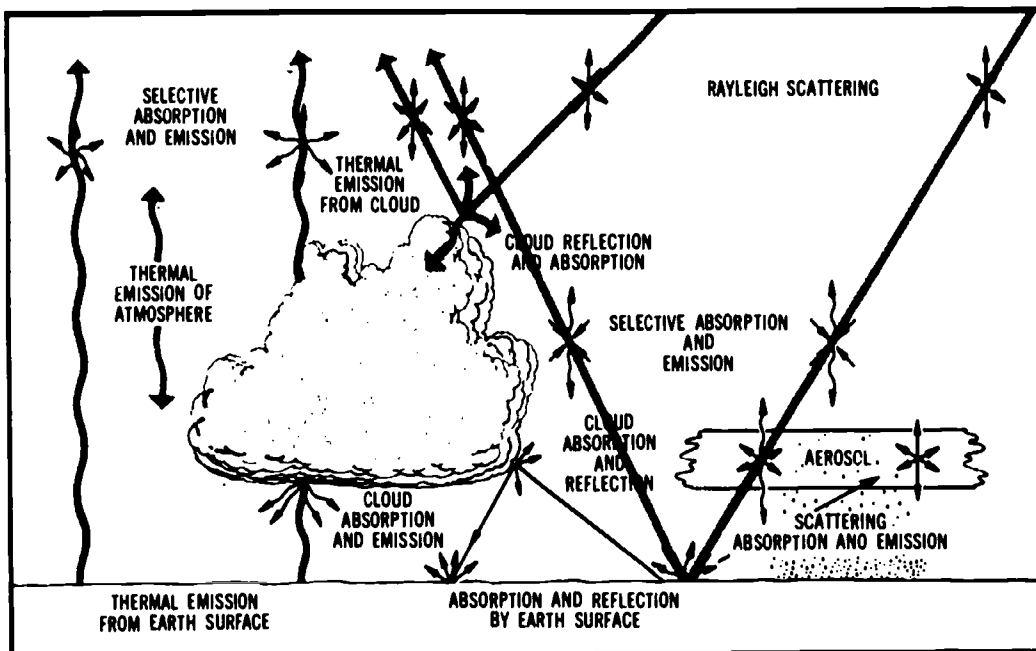 SELECTIVE
ABSORPTION
AND EMISSION
RAYLEIGH SCATTERING
THERMAL
EMISSION
FROM CLOUD
CLOUD REFLECTION
AND ABSORPTION
THERMAL
EMISSION OF
ATMOSPHERE
SELECTIVE ABSORPTION
AND
EMISSION
CLOUD
ABSORPTION
AND
REFLECTION
AEROSCL
CLOUD
ABSORPTION
AND EMISSION
SCATTERING
ABSORPTION ANO EMISSION
THERMAL EMISSION
FROM EARTH SURFACE
ABSORPTION AND REFLECTION
BY EARTH SURFACE